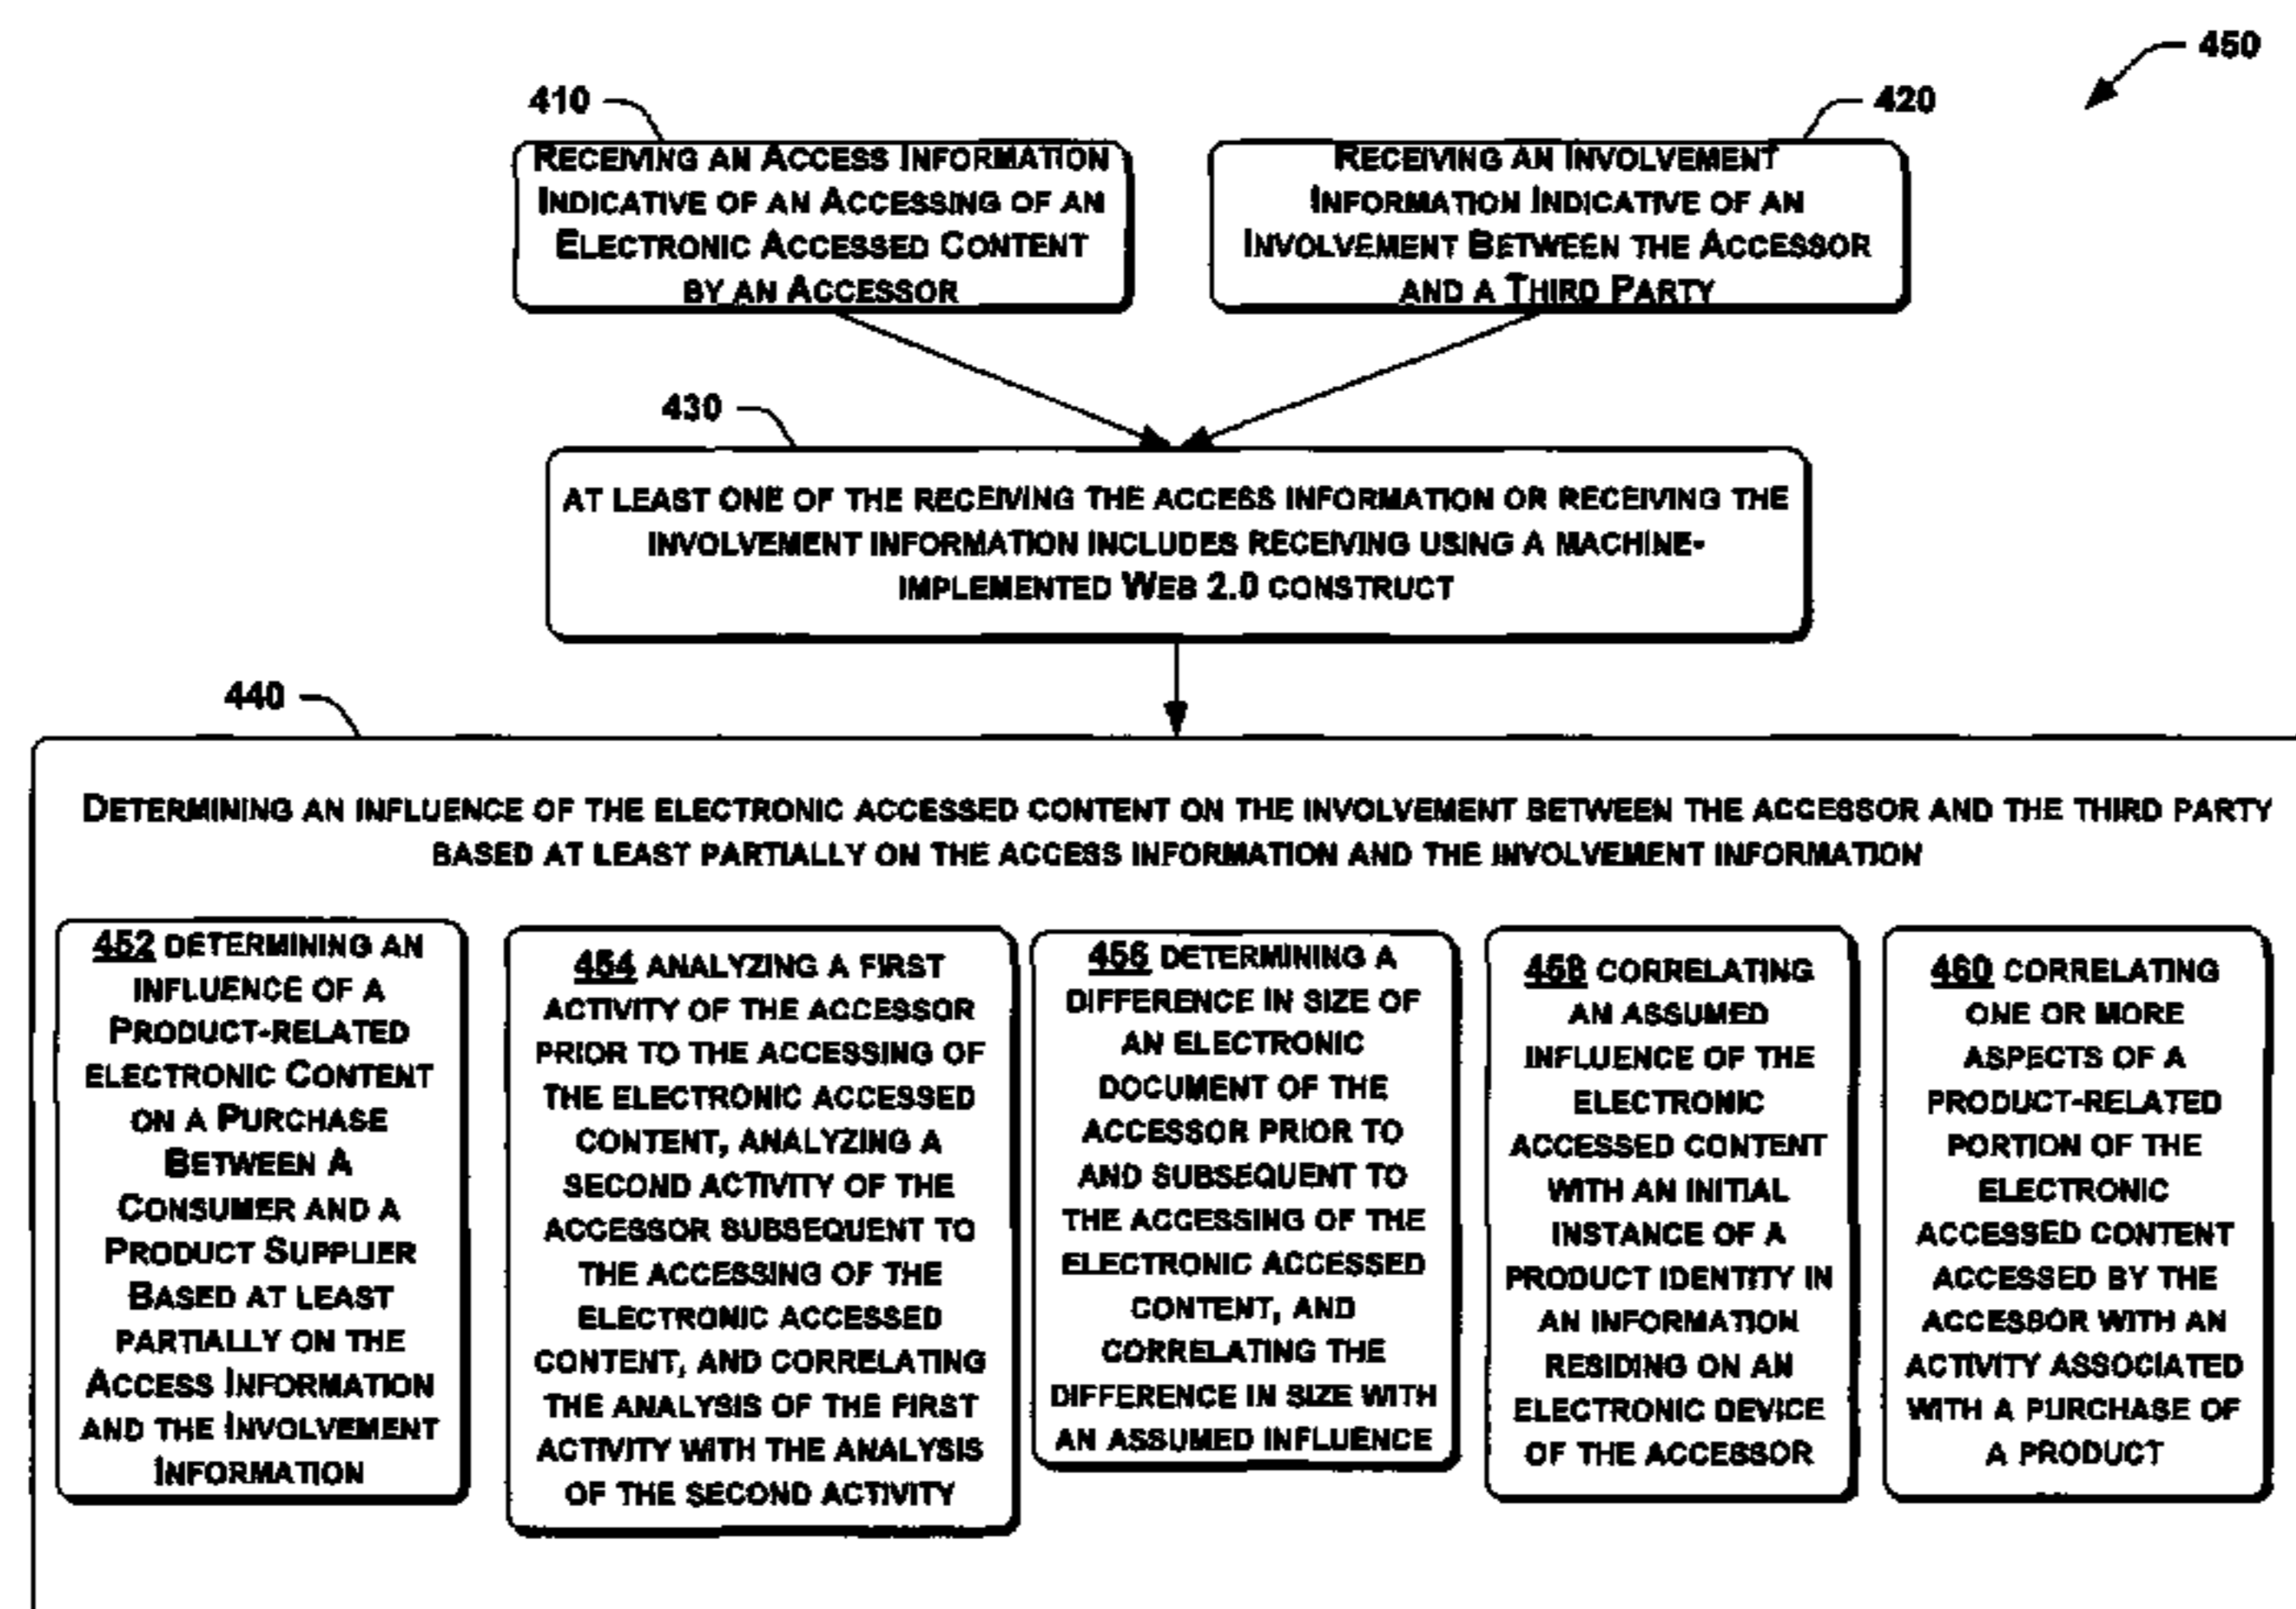 450
410
420
Receiving an Access Information
Indicative of an Accessing of an
Electronic Accessed Content
by an Accessor
Receiving an Involvement
Information Indicative of an
Involvement Between the Accessor
and a Third Party
430
at least one of the receiving the access information or receiving the
involvement information includes receiving using a machine-
implemented Web 2.0 construct
440
Determining an influence of the electronic accessed content on the involvement between the accessor and the third party
based at least partially on the access information and the involvement information
452 determining an
influence of a
Product-related
electronic Content
on a Purchase
Between A
Consumer and a
Product Supplier
Based at least
partially on the
Access Information
and the Involvement
Information
454 analyzing a first
activity of the accessor
prior to the accessing of
the electronic accessed
content, analyzing a
second activity of the
accessor subsequent to
the accessing of the
electronic accessed
content, and correlating
the analysis of the first
activity with the analysis
of the second activity
456 determining a
difference in size of
an electronic
document of the
accessor prior to
and subsequent to
the accessing of the
electronic accessed
content, and
correlating the
difference in size with
an assumed influence
458 correlating
an assumed
influence of the
electronic
accessed content
with an initial
instance of a
product identity in
an information
residing on an
electronic device
of the accessor
460 correlating
one or more
aspects of a
product-related
portion of the
electronic
accessed content
accessed by the
accessor with an
activity associated
with a purchase of
a product